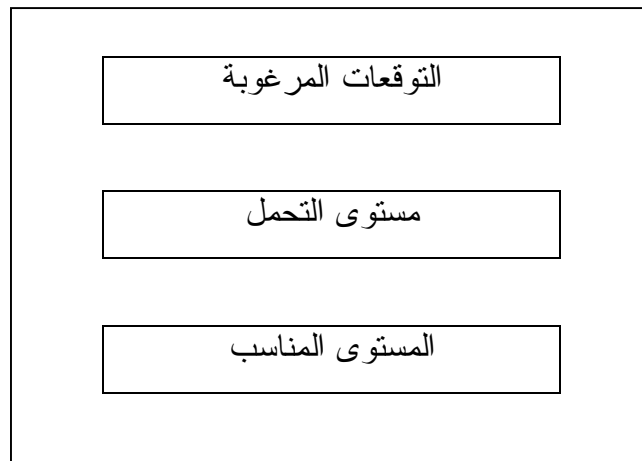 التوقعات المرغوبة
مستوى التحمل
المستوى المناسب